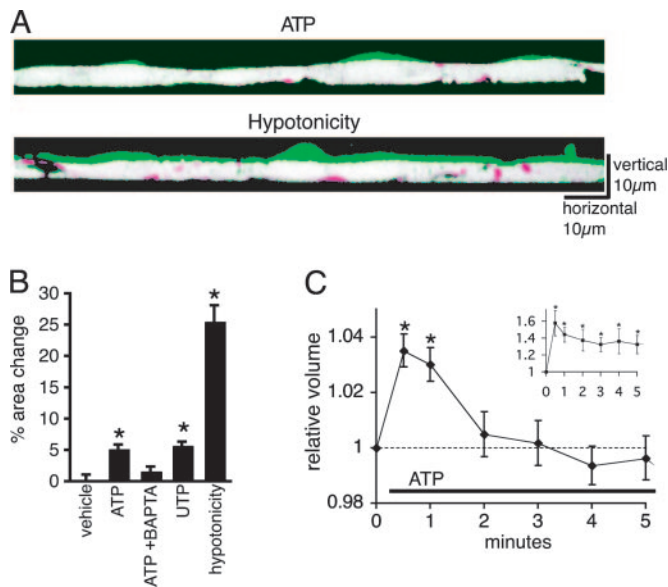 A
ATP
Hypotonicity
vertical
10µm
horizontal
10µm
B
% area change
30
25
20
15
10
5
0
* * *
vehicle
ATP
ATP +BAPTA
UTP
hypotonicity
C
relative volume
1.04
1.02
1
0.98
* *
ATP
0 1 2 3 4 5
minutes
1.6
1.4
1.2
1
* * * * * *
0 1 2 3 4 5